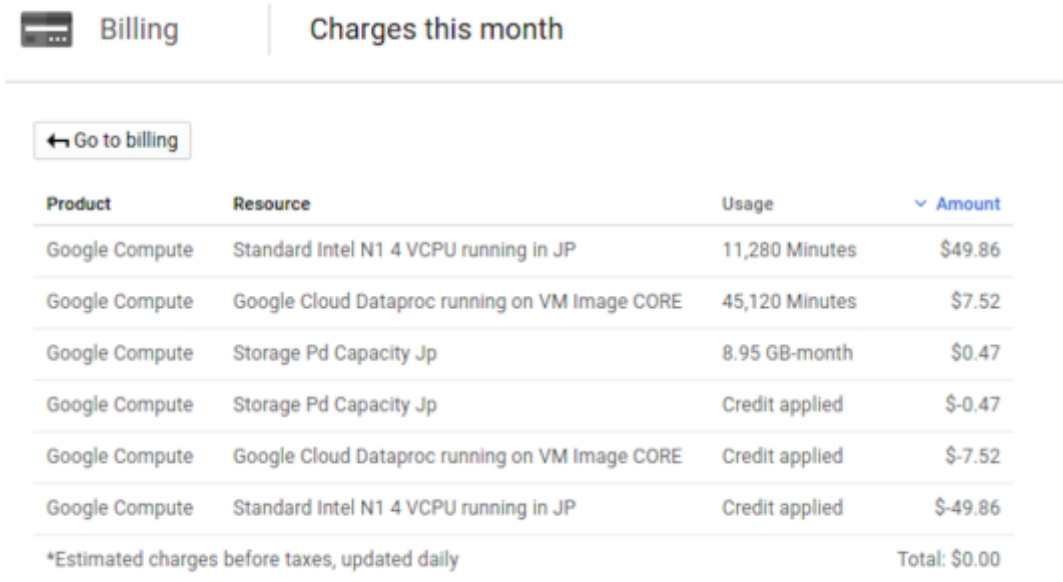 Billing Charges this month
Go to billing
Product Resource Usage Amount
Google Compute Standard Intel N1 4 VCPU running in JP 11,280 Minutes $49.86
Google Compute Google Cloud Dataproc running on VM Image CORE 45,120 Minutes $7.52
Google Compute Storage Pd Capacity Jp 8.95 GB-month $0.47
Google Compute Storage Pd Capacity Jp Credit applied $-0.47
Google Compute Google Cloud Dataproc running on VM Image CORE Credit applied $-7.52
Google Compute Standard Intel N1 4 VCPU running in JP Credit applied $-49.86
*Estimated charges before taxes, updated daily Total: $0.00